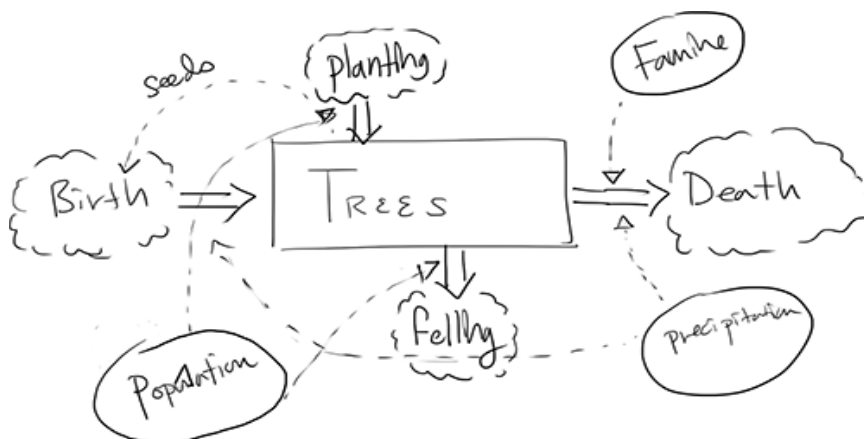 seeds
Planting
Famine
Birth
TREES
Death
Felling
Population
Precipitation